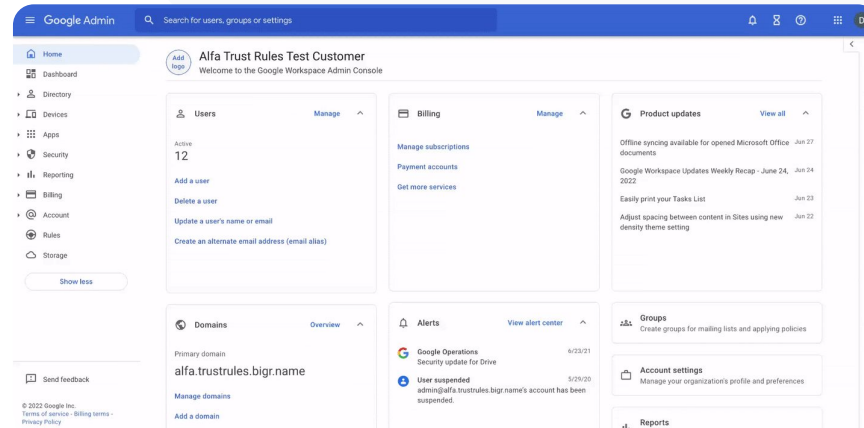 Google Admin
Search for users, groups or settings
D
Home
Dashboard
Directory
Devices
Apps
Security
Reporting
Billing
Account
Rules
Storage
Show less
Send feedback
© 2022 Google Inc.
Terms of service - Billing terms -
Privacy Policy
Add
logo
Alfa Trust Rules Test Customer
Welcome to the Google Workspace Admin Console
Users
Manage
Active
12
Add a user
Delete a user
Update a user's name or email
Create an alternate email address (email alias)
Billing
Manage
Manage subscriptions
Payment accounts
Get more services
Product updates
View all
Offline syncing available for opened Microsoft Office Jun 27
documents
Google Workspace Updates Weekly Recap - June 24, Jun 24
2022
Easily print your Tasks List Jun 23
Adjust spacing between content in Sites using new Jun 22
density theme setting
Domains
Overview
Primary domain
alfa.trustrules.bigr.name
Manage domains
Add a domain
Alerts
View alert center
Google Operations 6/23/21
Security update for Drive
User suspended 5/29/20
admin@alfa.trustrules.bigr.name's account has been
suspended.
Groups
Create groups for mailing lists and applying policies
Account settings
Manage your organization's profile and preferences
Reports